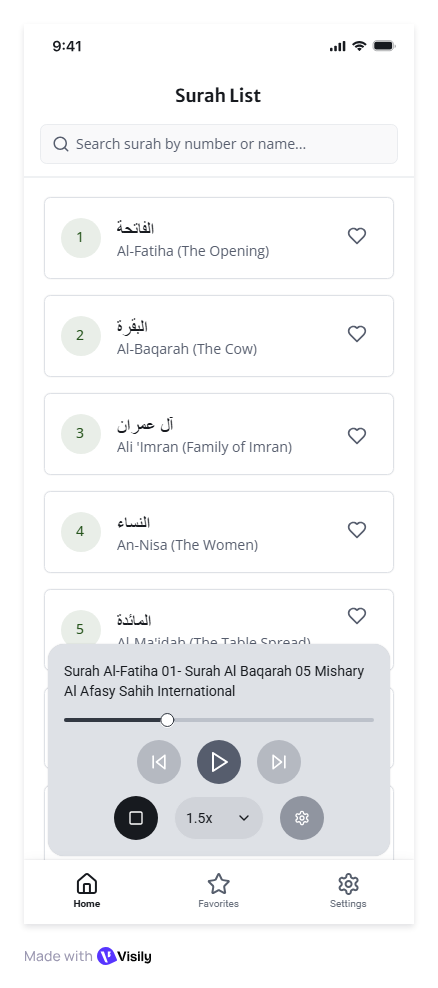 9:41
Surah List
Search surah by number or name...
1
الفاتحة
Al-Fatiha (The Opening)
2
البقرة
Al-Baqarah (The Cow)
3
آل عمران
Ali 'Imran (Family of Imran)
4
النساء
An-Nisa (The Women)
5
المائدة
Al-Ma'idah (The Table Spread)
Surah Al-Fatiha 01- Surah Al Baqarah 05 Mishary
Al Afasy Sahih International
1.5x
Home
Favorites
Settings
Made with Visily